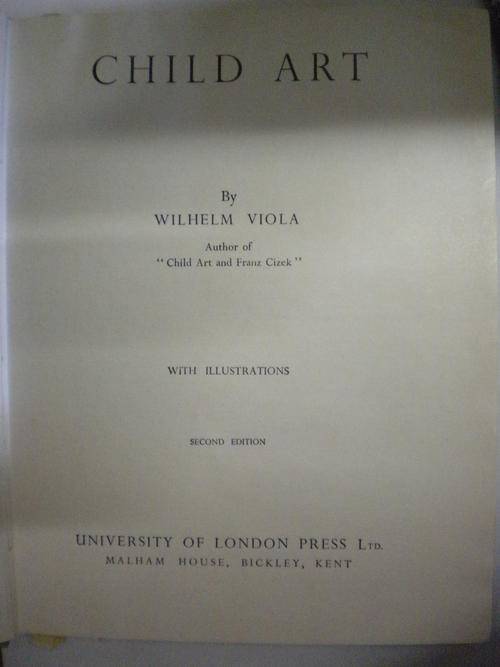 CHILD ART
By
WILHELM VIOLA
Author of
"Child Art and Franz Cizek"
WITH ILLUSTRATIONS
SECOND EDITION
UNIVERSITY OF LONDON PRESS LTD.
MALHAM HOUSE, BICKLEY, KENT